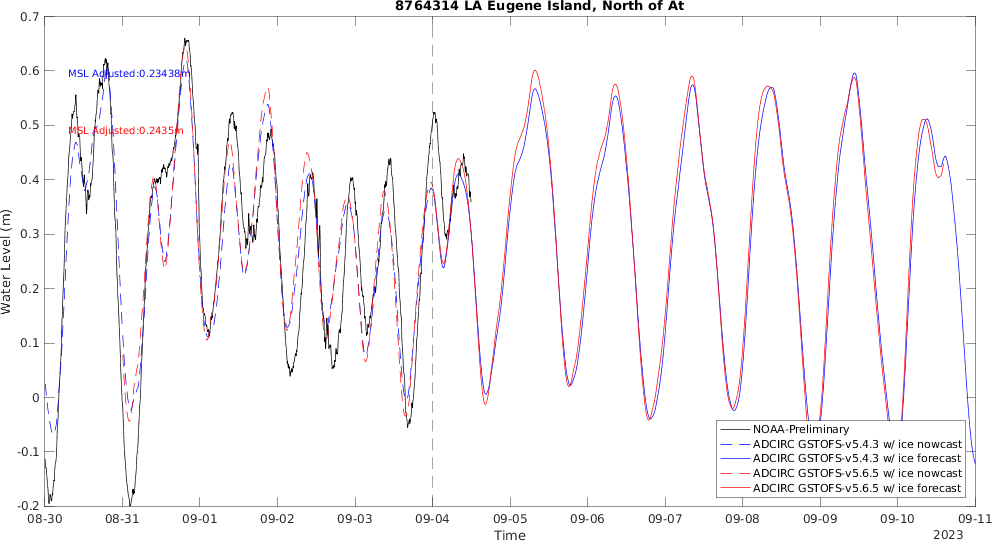 8764314 LA Eugene Island, North of At
Water Level (m)
0.7
0.6
0.5
0.4
0.3
0.2
0.1
0
-0.1
-0.2
MSL Adjusted:0.23438m
MSL Adjusted:0.2435m
NOAA-Preliminary
ADCIRC GSTOFS-v5.4.3 w/ ice nowcast
ADCIRC GSTOFS-v5.4.3 w/ ice forecast
ADCIRC GSTOFS-v5.6.5 w/ ice nowcast
ADCIRC GSTOFS-v5.6.5 w/ ice forecast
08-30 08-31 09-01 09-02 09-03 09-04 09-05 09-06 09-07 09-08 09-09 09-10 09-11
Time
2023